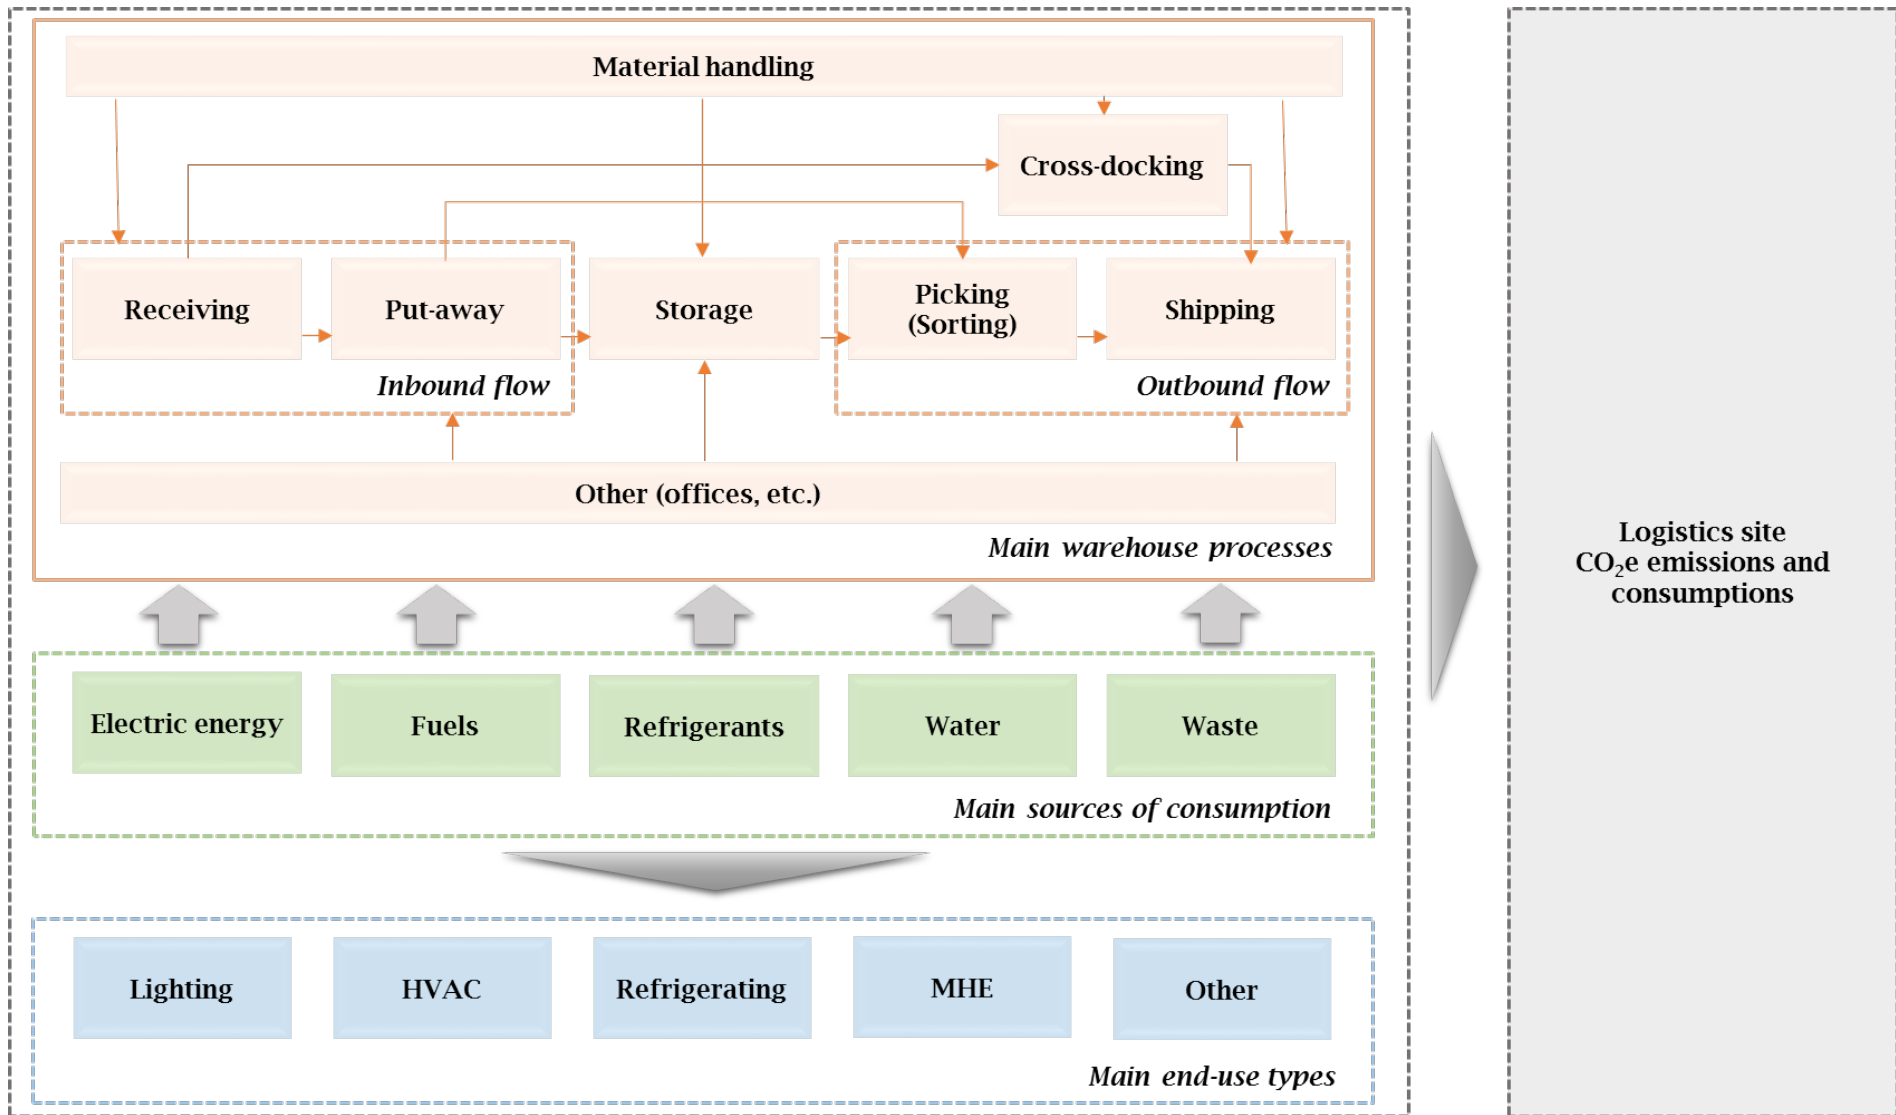 Material handling
Cross-docking
Receiving
Put-away
Storage
Picking
(Sorting)
Shipping
Inbound flow
Outbound flow
Other (offices, etc.)
Main warehouse processes
Electric energy
Fuels
Refrigerants
Water
Waste
Main sources of consumption
Lighting
HVAC
Refrigerating
MHE
Other
Main end-use types
Logistics site
CO₂e emissions and
consumptions